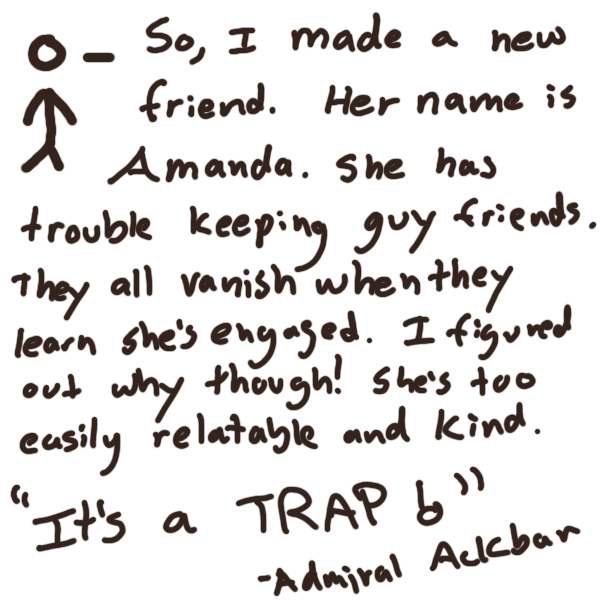 So, I made a new
friend. Her name is
Amanda. She has
trouble keeping guy friends.
They all vanish when they
learn she's engaged. I figured
out why though! She's too
easily relatable and kind.
"It's a TRAP!"
-Admiral Ackbar